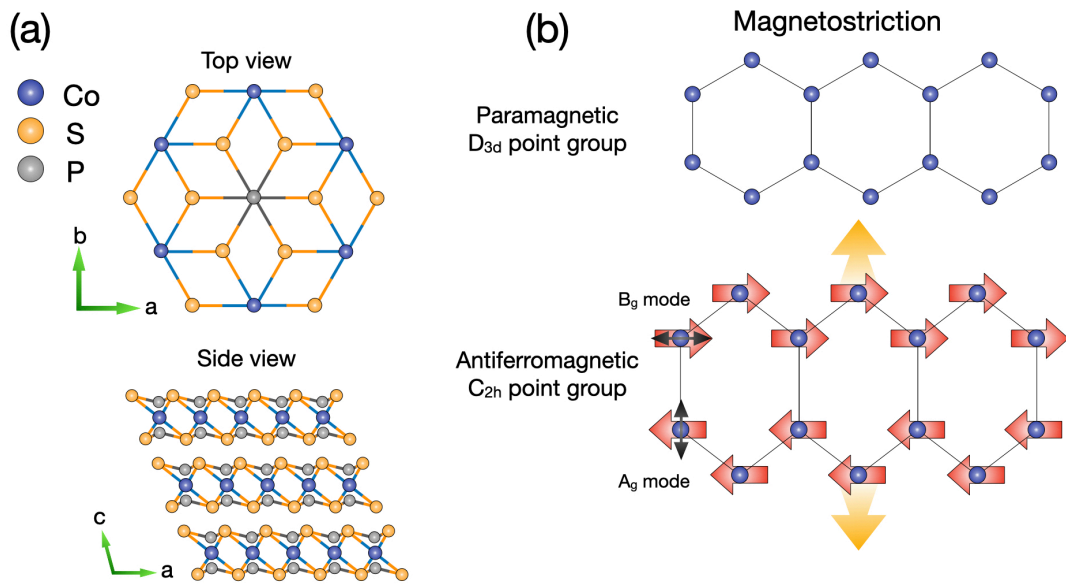 (a)
Top view
Co
S
P
b
a
Side view
c
a
(b)
Magnetostriction
Paramagnetic
D3d point group
Bg mode
Antiferromagnetic
C2h point group
Ag mode